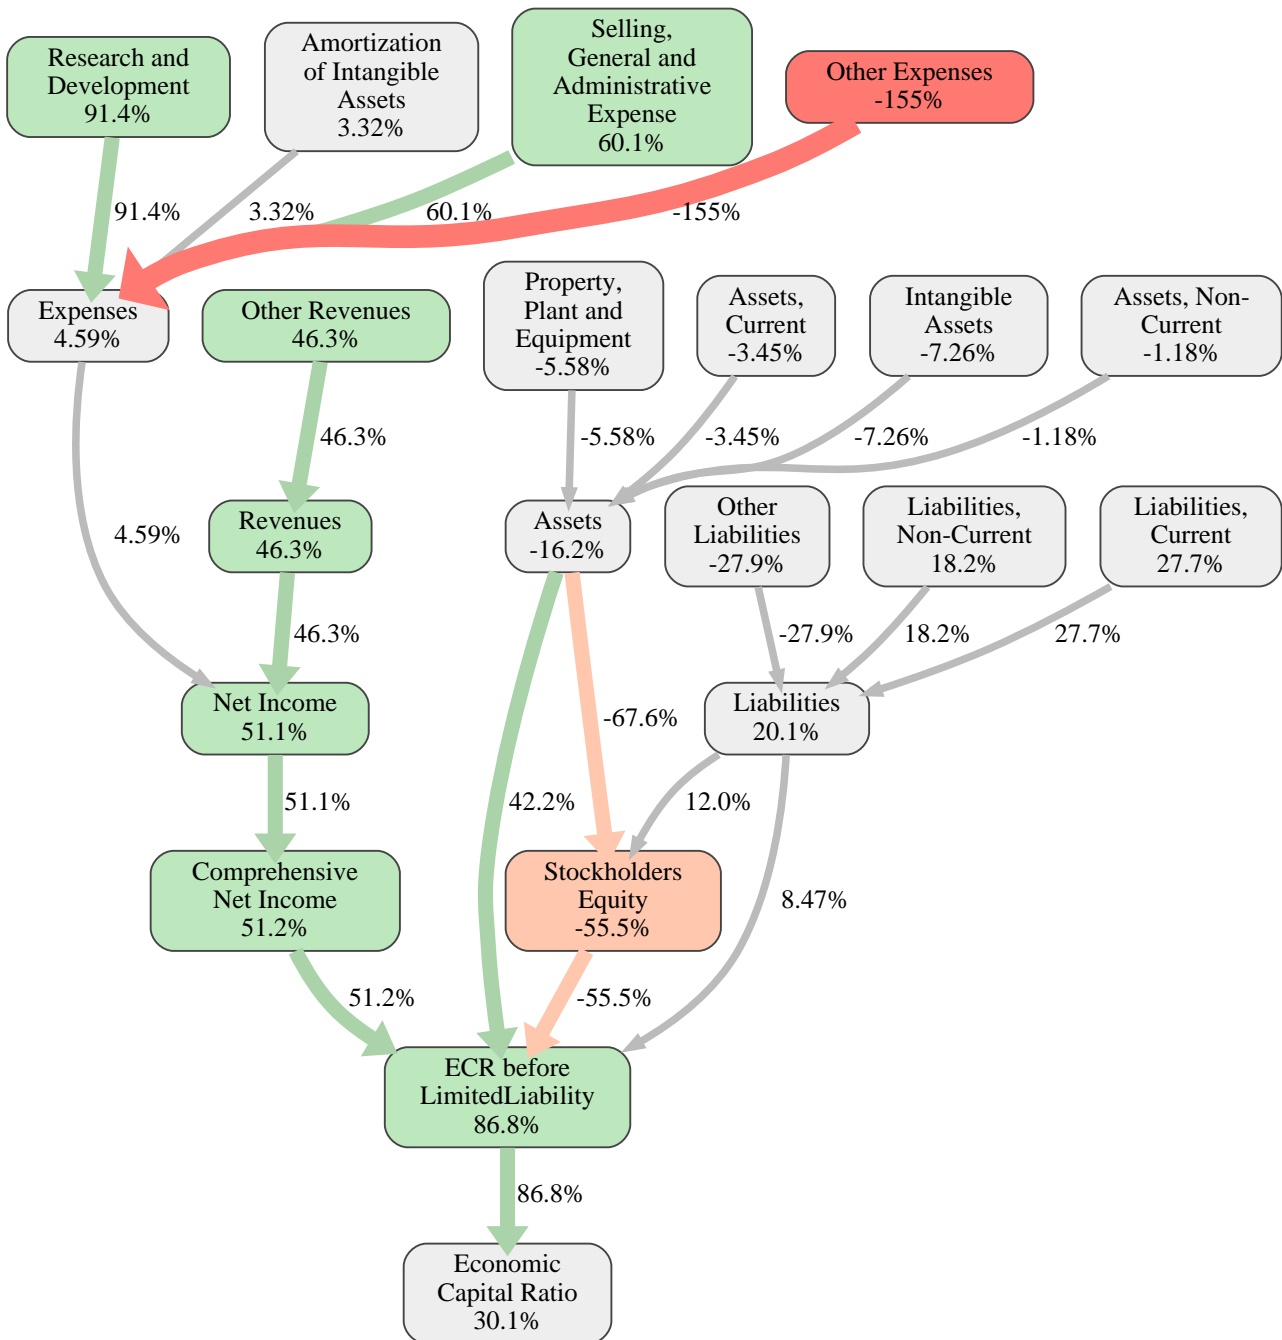 Research and
Development
91.4%
Amortization
of Intangible
Assets
3.32%
Selling,
General and
Administrative
Expense
60.1%
Other Expenses
-155%
91.4%
3.32%
60.1%
-155%
Expenses
4.59%
Other Revenues
46.3%
Property,
Plant and
Equipment
-5.58%
Assets,
Current
-3.45%
Intangible
Assets
-7.26%
Assets, Non-
Current
-1.18%
46.3%
-5.58%
-3.45%
-7.26%
-1.18%
4.59%
Revenues
46.3%
Assets
-16.2%
Other
Liabilities
-27.9%
Liabilities,
Non-Current
18.2%
Liabilities,
Current
27.7%
46.3%
-27.9%
18.2%
27.7%
Net Income
51.1%
-67.6%
Liabilities
20.1%
51.1%
42.2%
12.0%
Comprehensive
Net Income
51.2%
Stockholders
Equity
-55.5%
8.47%
51.2%
-55.5%
ECR before
LimitedLiability
86.8%
86.8%
Economic
Capital Ratio
30.1%